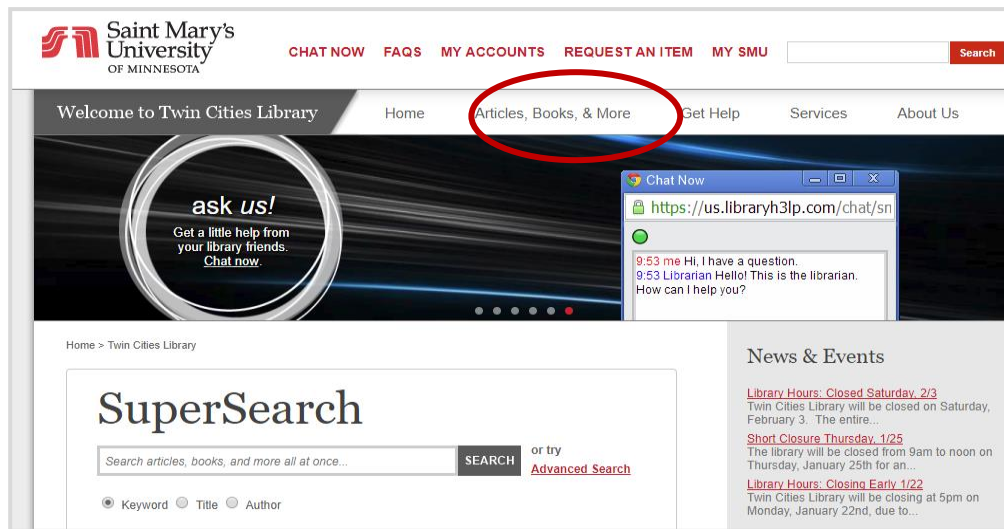 Saint Mary's
University
OF MINNESOTA
CHAT NOW FAQS MY ACCOUNTS REQUEST AN ITEM MY SMU Search
Welcome to Twin Cities Library Home Articles, Books, & More Get Help Services About Us
ask us!
Get a little help from
your library friends.
Chat now.
Chat Now
https://us.libraryh3lp.com/chat/sm
9:53 me Hi, I have a question.
9:53 Librarian Hello! This is the librarian.
How can I help you?
Home > Twin Cities Library
SuperSearch
Search articles, books, and more all at once...
SEARCH
or try
Advanced Search
Keyword Title Author
News & Events
Library Hours: Closed Saturday, 2/3
Twin Cities Library will be closed on Saturday,
February 3. The entire...
Short Closure Thursday, 1/25
The library will be closed from 9am to noon on
Thursday, January 25th for an...
Library Hours: Closing Early 1/22
Twin Cities Library will be closing at 5pm on
Monday, January 22nd, due to...